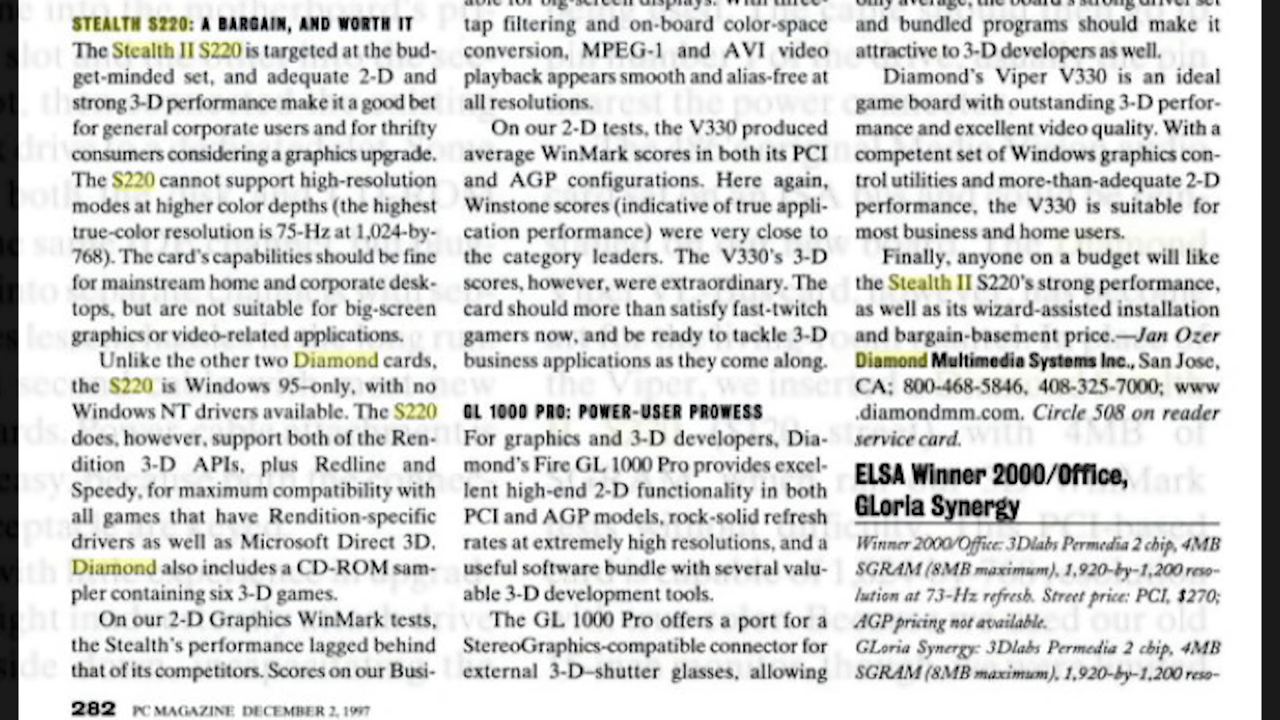 STEALTH S220: A BARGAIN, AND WORTH IT
The Stealth II S220 is targeted at the bud-
get-minded set, and adequate 2-D and
strong 3-D performance make it a good bet
for general corporate users and for thrifty
consumers considering a graphics upgrade.
The S220 cannot support high-resolution
modes at higher color depths (the highest
true-color resolution is 75-Hz at 1,024-by-
768). The card's capabilities should be fine
for mainstream home and corporate desk-
tops, but are not suitable for big-screen
graphics or video-related applications.
Unlike the other two Diamond cards,
the S220 is Windows 95–only, with no
Windows NT drivers available. The S220
does, however, support both of the Ren-
dition 3-D APIs, plus Redline and
Speedy, for maximum compatibility with
all games that have Rendition-specific
drivers as well as Microsoft Direct 3D.
Diamond also includes a CD-ROM sam-
pler containing six 3-D games.
On our 2-D Graphics WinMark tests,
the Stealth's performance lagged behind
that of its competitors. Scores on our Busi-
tap filtering and on-board color-space
conversion, MPEG-1 and AVI video
playback appears smooth and alias-free at
all resolutions.
On our 2-D tests, the V330 produced
average WinMark scores in both its PCI
and AGP configurations. Here again,
Winstone scores (indicative of true appli-
cation performance) were very close to
the category leaders. The V330's 3-D
scores, however, were extraordinary. The
card should more than satisfy fast-twitch
gamers now, and be ready to tackle 3-D
business applications as they come along.
GL 1000 PRO: POWER-USER PROWESS
For graphics and 3-D developers, Dia-
mond's Fire GL 1000 Pro provides excel-
lent high-end 2-D functionality in both
PCI and AGP models, rock-solid refresh
rates at extremely high resolutions, and a
useful software bundle with several valu-
able 3-D development tools.
The GL 1000 Pro offers a port for a
StereoGraphics-compatible connector for
external 3-D–shutter glasses, allowing
and bundled programs should make it
attractive to 3-D developers as well.
Diamond's Viper V330 is an ideal
game board with outstanding 3-D perfor-
mance and excellent video quality. With a
competent set of Windows graphics con-
trol utilities and more-than-adequate 2-D
performance, the V330 is suitable for
most business and home users.
Finally, anyone on a budget will like
the Stealth II S220's strong performance,
as well as its wizard-assisted installation
and bargain-basement price.—Jan Ozer
Diamond Multimedia Systems Inc., San Jose,
CA; 800-468-5846, 408-325-7000; www
.diamondmm.com. Circle 508 on reader
service card.
ELSA Winner 2000/Office,
GLoria Synergy
Winner 2000/Office: 3Dlabs Permedia 2 chip, 4MB
SGRAM (8MB maximum), 1,920-by-1,200 reso-
lution at 73-Hz refresh. Street price: PCI, $270;
AGP pricing not available.
GLoria Synergy: 3Dlabs Permedia 2 chip, 4MB
SGRAM (8MB maximum), 1,920-by-1,200 reso-
282 PC MAGAZINE DECEMBER 2, 1997